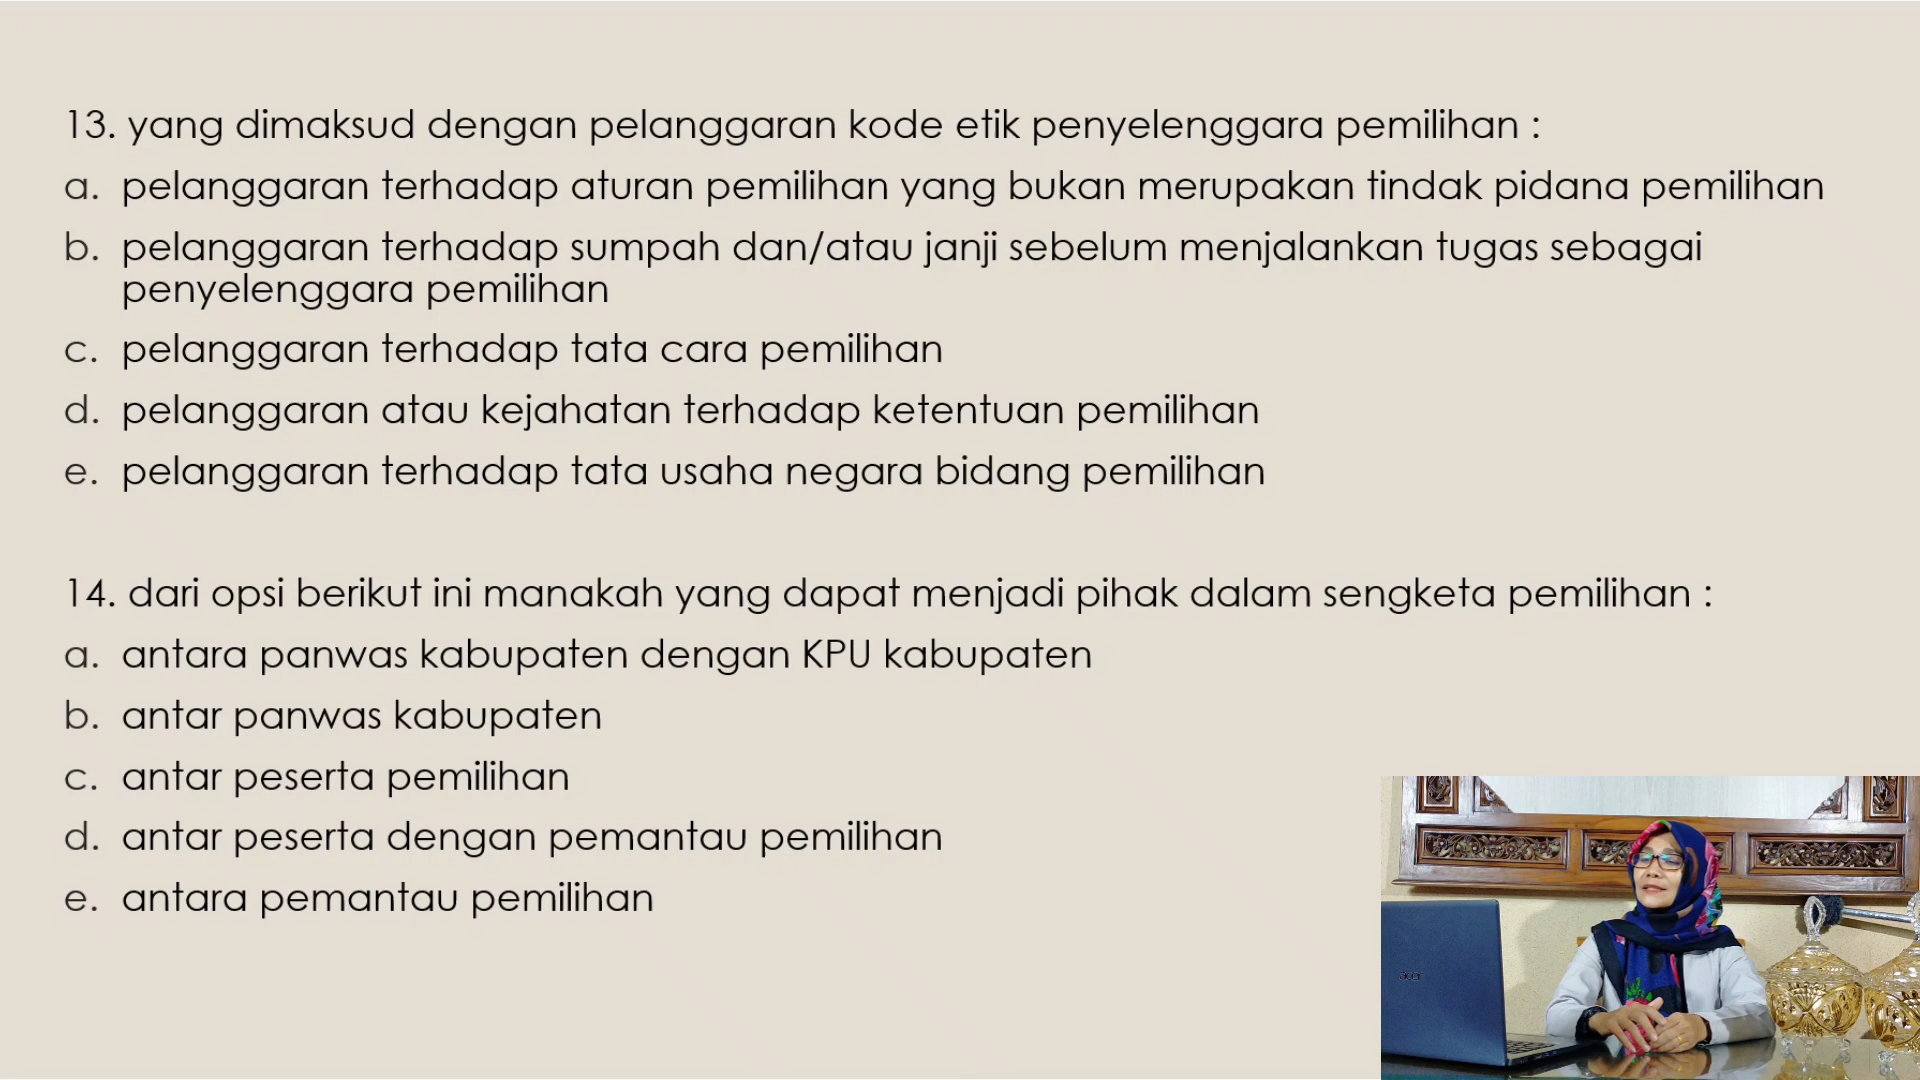 13. yang dimaksud dengan pelanggaran kode etik penyelenggara pemilihan :
a. pelanggaran terhadap aturan pemilihan yang bukan merupakan tindak pidana pemilihan
b. pelanggaran terhadap sumpah dan/atau janji sebelum menjalankan tugas sebagai
penyelenggara pemilihan
c. pelanggaran terhadap tata cara pemilihan
d. pelanggaran atau kejahatan terhadap ketentuan pemilihan
e. pelanggaran terhadap tata usaha negara bidang pemilihan
14. dari opsi berikut ini manakah yang dapat menjadi pihak dalam sengketa pemilihan :
a. antara panwas kabupaten dengan KPU kabupaten
b. antar panwas kabupaten
c. antar peserta pemilihan
d. antar peserta dengan pemantau pemilihan
e. antara pemantau pemilihan
acer